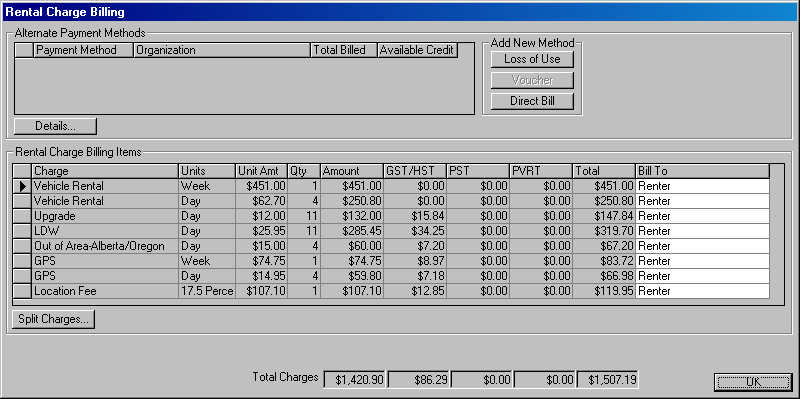 Rental Charge Billing
Alternate Payment Methods
Payment Method Organization Total Billed Available Credit
Add New Method
Loss of Use
Voucher
Direct Bill
Details...
Rental Charge Billing Items
Charge Units Unit Amt Qty Amount GST/HST PST PVRT Total Bill To
Vehicle Rental Week $451.00 1 $451.00 $0.00 $0.00 $0.00 $451.00 Renter
Vehicle Rental Day $62.70 4 $250.80 $0.00 $0.00 $0.00 $250.80 Renter
Upgrade Day $12.00 11 $132.00 $15.84 $0.00 $0.00 $147.84 Renter
LDW Day $25.95 11 $285.45 $34.25 $0.00 $0.00 $319.70 Renter
Out of Area-Alberta/Oregon Day $15.00 4 $60.00 $7.20 $0.00 $0.00 $67.20 Renter
GPS Week $74.75 1 $74.75 $8.97 $0.00 $0.00 $83.72 Renter
GPS Day $14.95 4 $59.80 $7.18 $0.00 $0.00 $66.98 Renter
Location Fee 17.5 Perce $107.10 1 $107.10 $12.85 $0.00 $0.00 $119.95 Renter
Split Charges...
Total Charges $1,420.90 $86.29 $0.00 $0.00 $1,507.19
OK